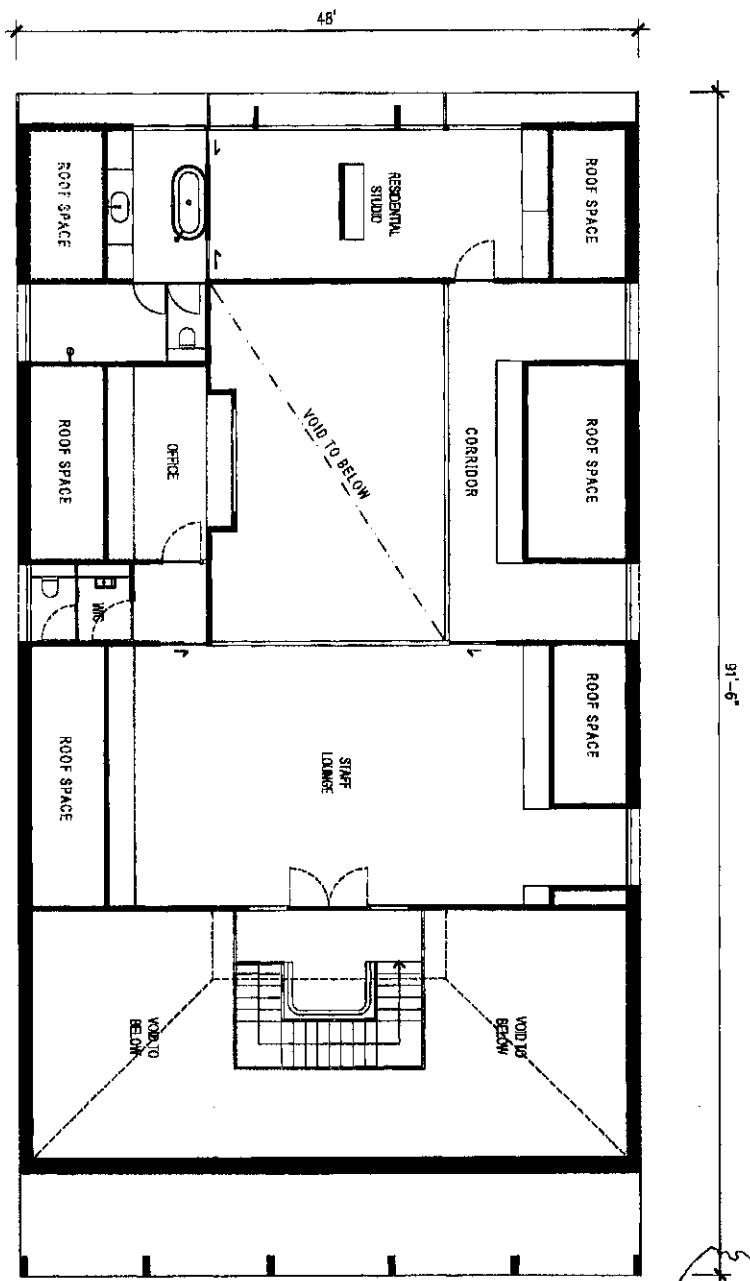 48'
91'-6"
ROOF SPACE
RESIDENTIAL
STUDIO
ROOF SPACE
ROOF SPACE
OFFICE
VOID TO BELOW
CORRIDOR
ROOF SPACE
ROOF SPACE
STAFF
LOUNGE
ROOF SPACE
VOID TO
BELOW
VOID TO
BELOW